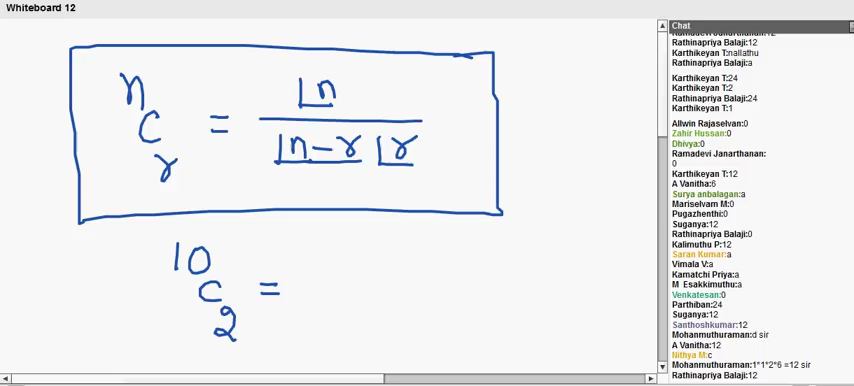 Whiteboard 12
nCr = ∟n / ∟n-r ∟r
10C2 =
Chat
Rathinapriya Balaji:12
Karthikeyan T:nallathu
Rathinapriya Balaji:a
Karthikeyan T:24
Karthikeyan T:2
Rathinapriya Balaji:24
Karthikeyan T:1
Allwin Rajaselvan:0
Zahir Hussan:0
Dhivya:0
Ramadevi Janarthanan:
0
Karthikeyan T:12
A Vanitha:6
Surya anbalagan:a
Mariselvam M:0
Pugazhenthi:0
Suganya:12
Rathinapriya Balaji:0
Kalimuthu P:12
Saran Kumar:a
Vimala V:a
Kamatchi Priya:a
M Esakkimuthu:a
Venkatesan:0
Parthiban:24
Suganya:12
Santhoshkumar:12
Mohanmuthuraman:d sir
A Vanitha:12
Nithya M:c
Mohanmuthuraman:1*1*2*6 =12 sir
Rathinapriya Balaji:12